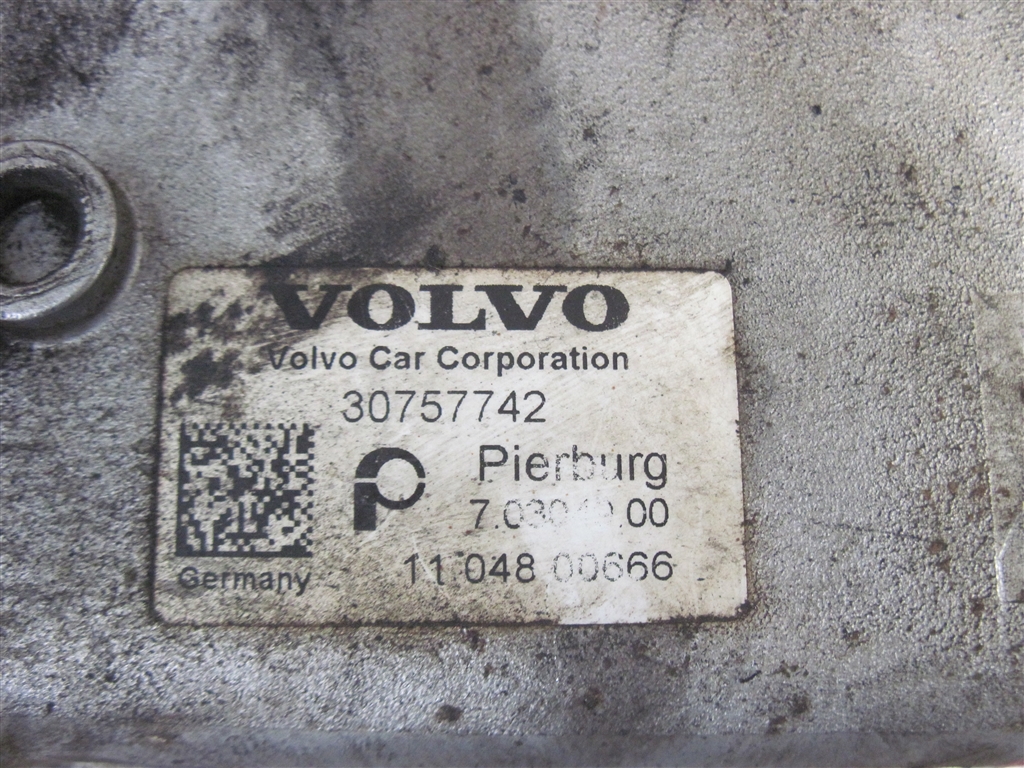 VOLVO
Volvo Car Corporation
30757742
Pierburg
11 048 00666
Germany